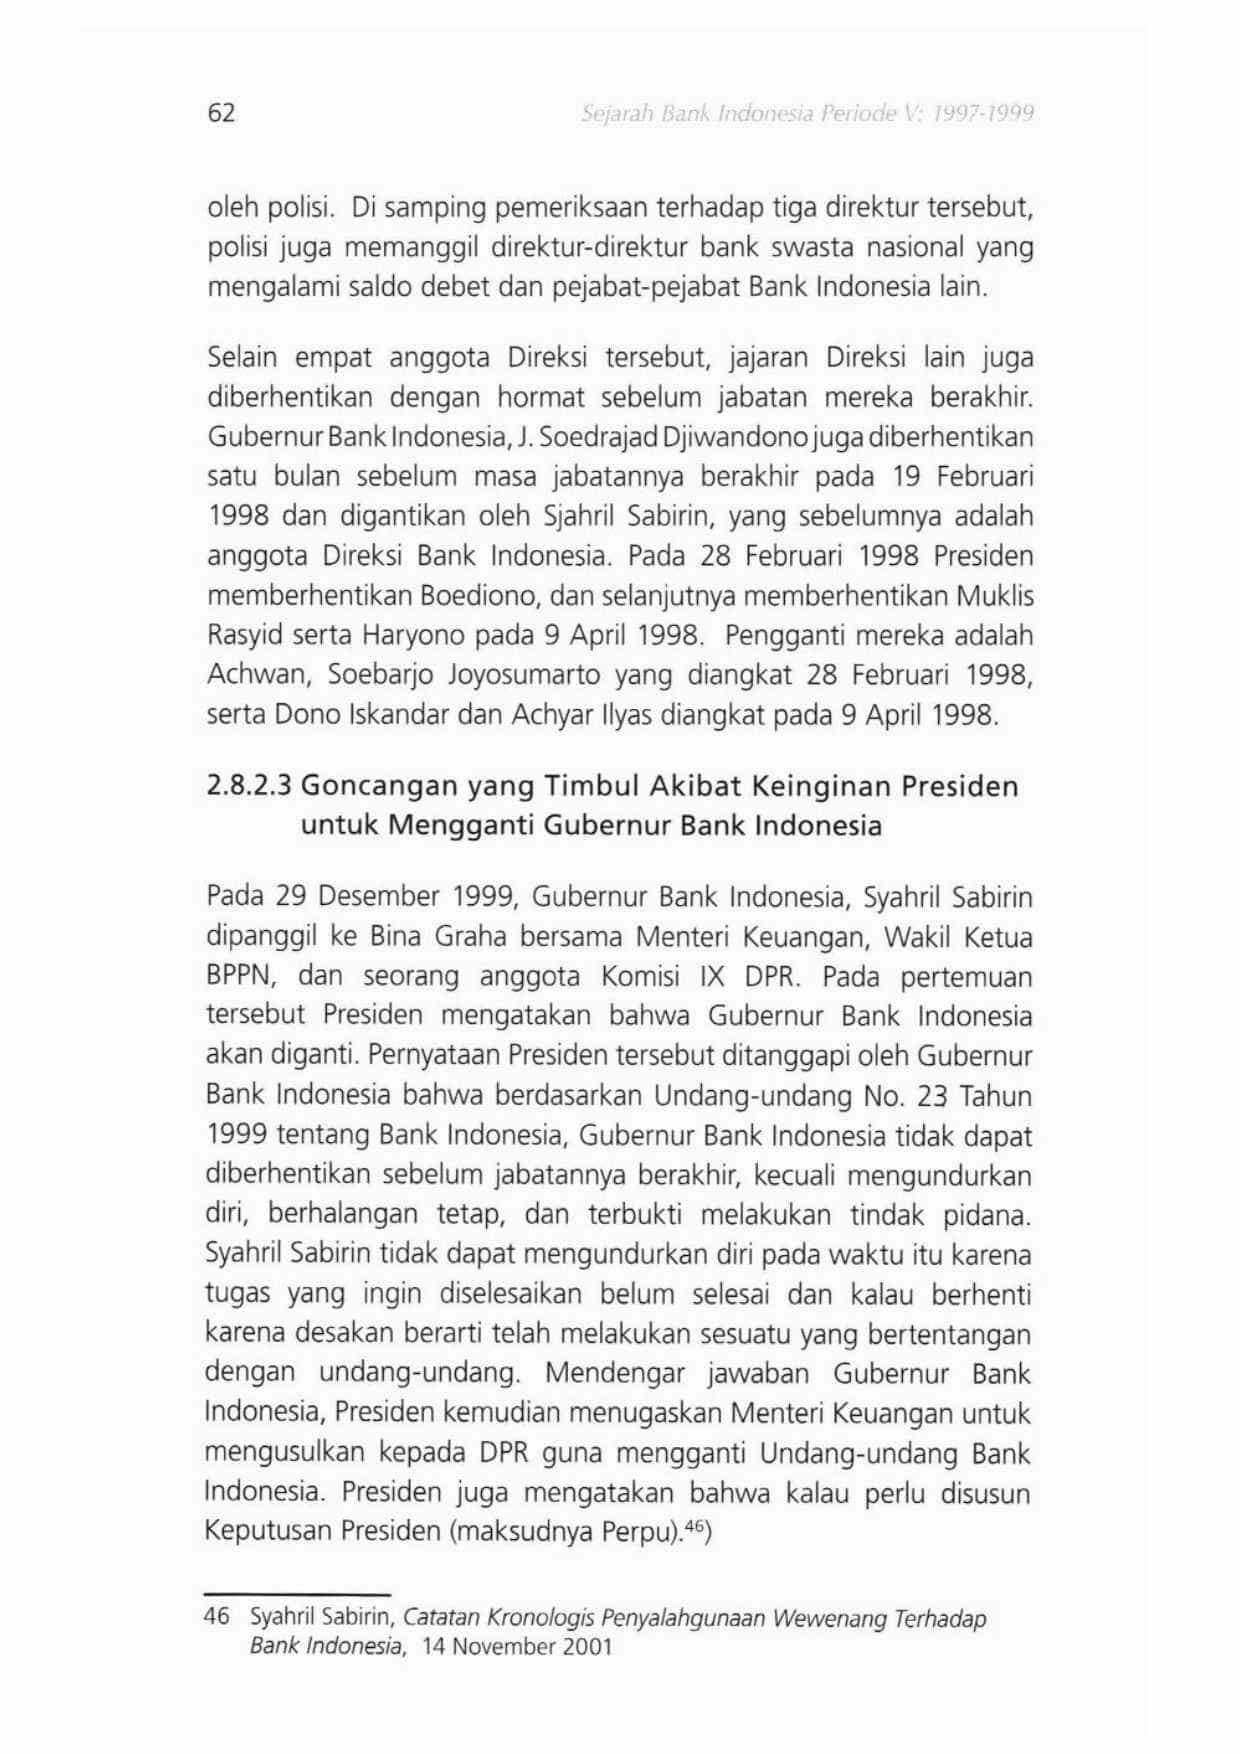 62
Sejarah Bank Indonesia Periode V: 1997-1999
oleh polisi. Di samping pemeriksaan terhadap tiga direktur tersebut,
polisi juga memanggil direktur-direktur bank swasta nasional yang
mengalami saldo debet dan pejabat-pejabat Bank Indonesia lain.
Selain empat anggota Direksi tersebut, jajaran Direksi lain juga
diberhentikan dengan hormat sebelum jabatan mereka berakhir.
Gubernur Bank Indonesia, J. Soedrajad Djiwandono juga diberhentikan
satu bulan sebelum masa jabatannya berakhir pada 19 Februari
1998 dan digantikan oleh Sjahril Sabirin, yang sebelumnya adalah
anggota Direksi Bank Indonesia. Pada 28 Februari 1998 Presiden
memberhentikan Boediono, dan selanjutnya memberhentikan Muklis
Rasyid serta Haryono pada 9 April 1998. Pengganti mereka adalah
Achwan, Soebarjo Joyosumarto yang diangkat 28 Februari 1998,
serta Dono Iskandar dan Achyar Ilyas diangkat pada 9 April 1998.
2.8.2.3 Goncangan yang Timbul Akibat Keinginan Presiden
untuk Mengganti Gubernur Bank Indonesia
Pada 29 Desember 1999, Gubernur Bank Indonesia, Syahril Sabirin
dipanggil ke Bina Graha bersama Menteri Keuangan, Wakil Ketua
BPPN, dan seorang anggota Komisi IX DPR. Pada pertemuan
tersebut Presiden mengatakan bahwa Gubernur Bank Indonesia
akan diganti. Pernyataan Presiden tersebut ditanggapi oleh Gubernur
Bank Indonesia bahwa berdasarkan Undang-undang No. 23 Tahun
1999 tentang Bank Indonesia, Gubernur Bank Indonesia tidak dapat
diberhentikan sebelum jabatannya berakhir, kecuali mengundurkan
diri, berhalangan tetap, dan terbukti melakukan tindak pidana.
Syahril Sabirin tidak dapat mengundurkan diri pada waktu itu karena
tugas yang ingin diselesaikan belum selesai dan kalau berhenti
karena desakan berarti telah melakukan sesuatu yang bertentangan
dengan undang-undang. Mendengar jawaban Gubernur Bank
Indonesia, Presiden kemudian menugaskan Menteri Keuangan untuk
mengusulkan kepada DPR guna mengganti Undang-undang Bank
Indonesia. Presiden juga mengatakan bahwa kalau perlu disusun
Keputusan Presiden (maksudnya Perpu).46)
46 Syahril Sabirin, Catatan Kronologis Penyalahgunaan Wewenang Terhadap
Bank Indonesia, 14 November 2001